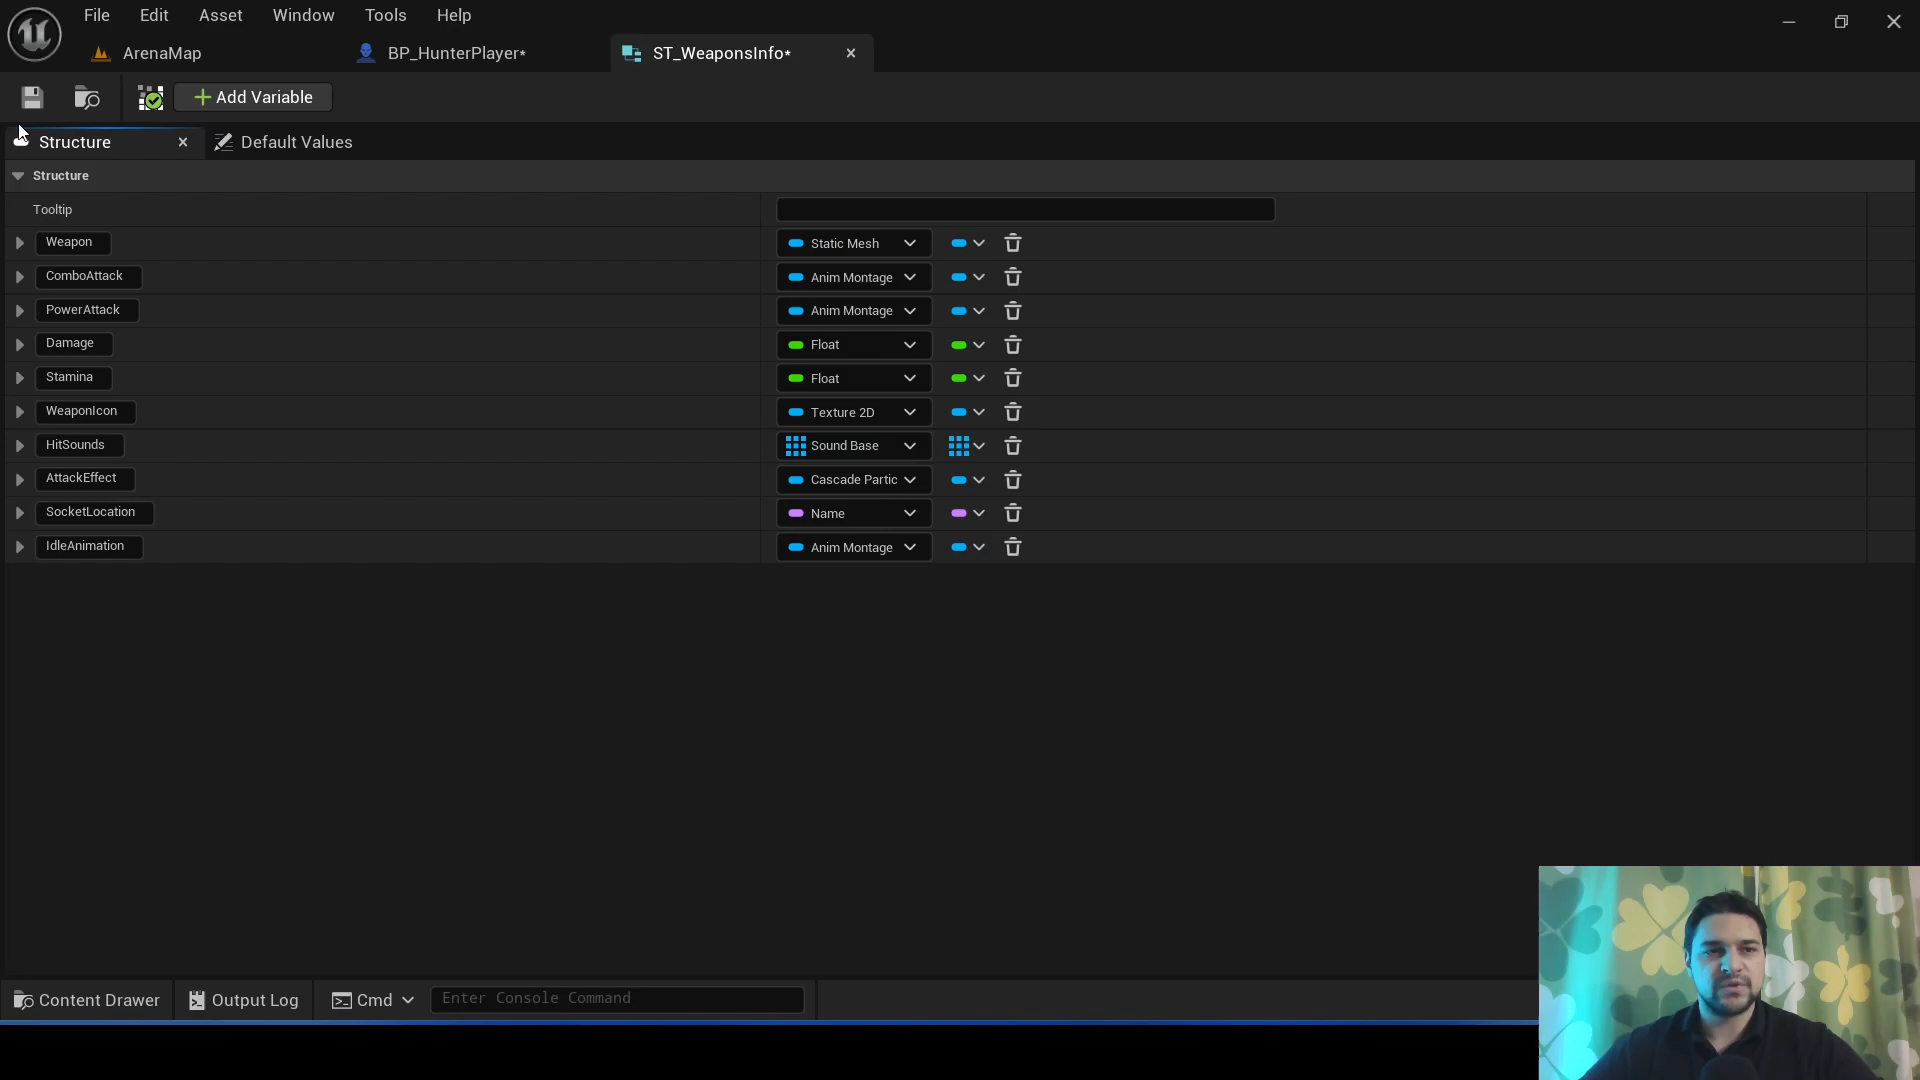 File Edit Asset Window Tools Help
ArenaMap BP_HunterPlayer* ST_WeaponsInfo*
Add Variable
Structure Default Values
Structure
Tooltip
Weapon Static Mesh
ComboAttack Anim Montage
PowerAttack Anim Montage
Damage Float
Stamina Float
WeaponIcon Texture 2D
HitSounds Sound Base
AttackEffect Cascade Partic
SocketLocation Name
IdleAnimation Anim Montage
Content Drawer Output Log Cmd Enter Console Command